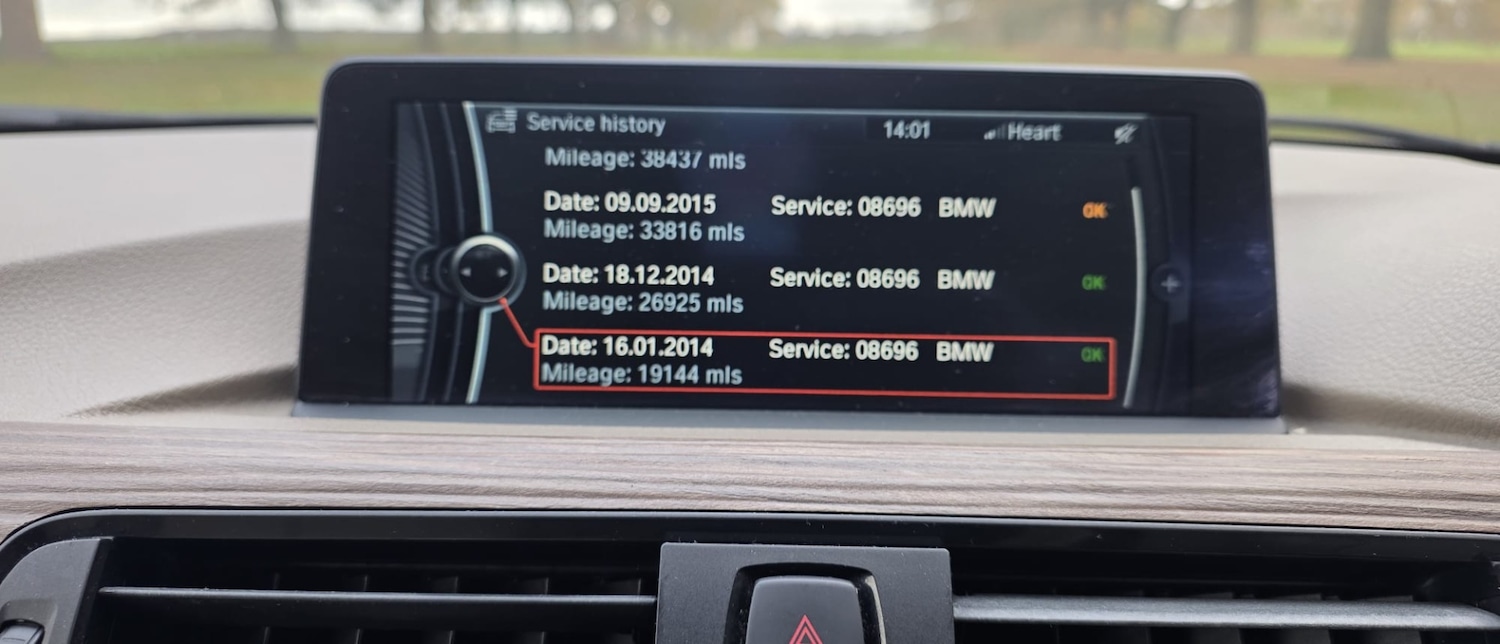 Service history 14:01 Heart
Mileage: 38437 mls
Date: 09.09.2015 Service: 08696 BMW OK
Mileage: 33816 mls
Date: 18.12.2014 Service: 08696 BMW OK
Mileage: 26925 mls
Date: 16.01.2014 Service: 08696 BMW OK
Mileage: 19144 mls